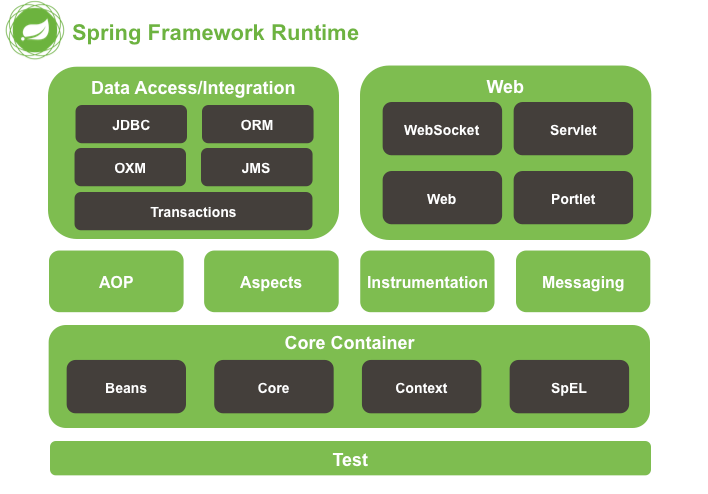 Spring Framework Runtime
Data Access/Integration
JDBC
ORM
OXM
JMS
Transactions
Web
WebSocket
Servlet
Web
Portlet
AOP
Aspects
Instrumentation
Messaging
Core Container
Beans
Core
Context
SpEL
Test